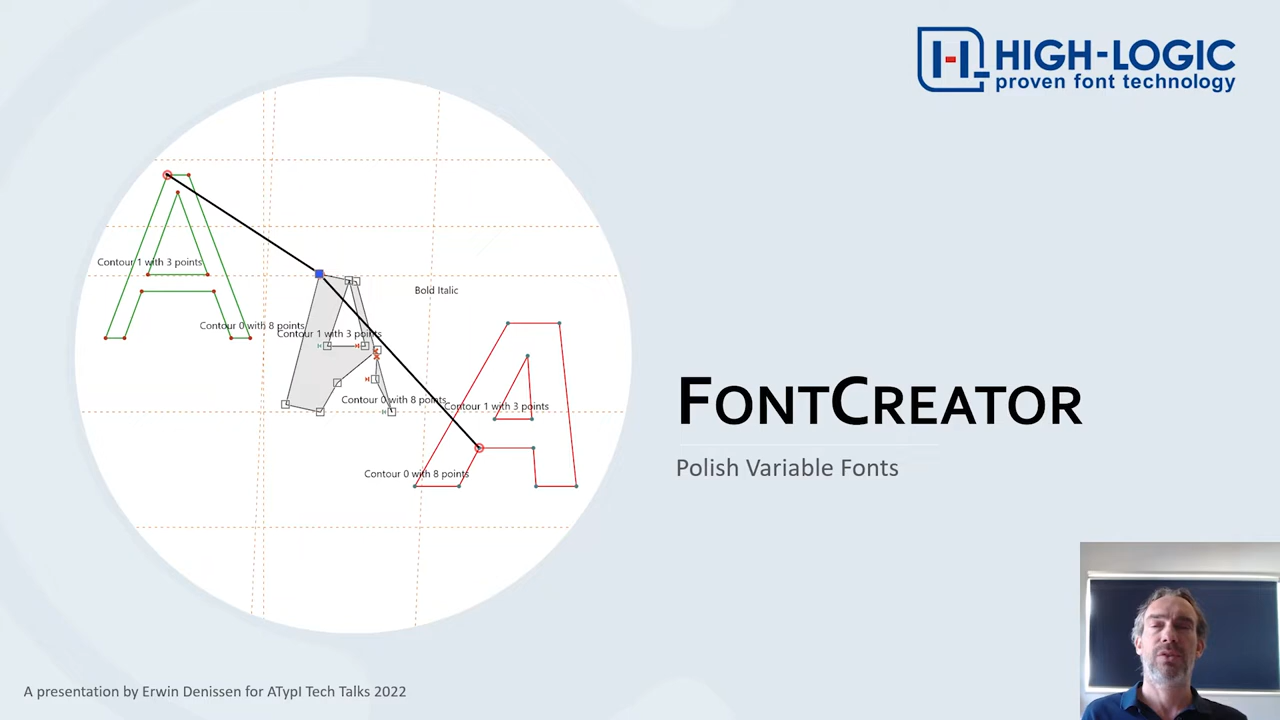 HIGH-LOGIC
proven font technology
Contour 1 with 3 points
Bold Italic
Contour 0 with 8 points
Contour 1 with 3 points
Contour 0 with 8 points
Contour 1 with 3 points
Contour 0 with 8 points
FONTCREATOR
Polish Variable Fonts
A presentation by Erwin Denissen for ATypI Tech Talks 2022